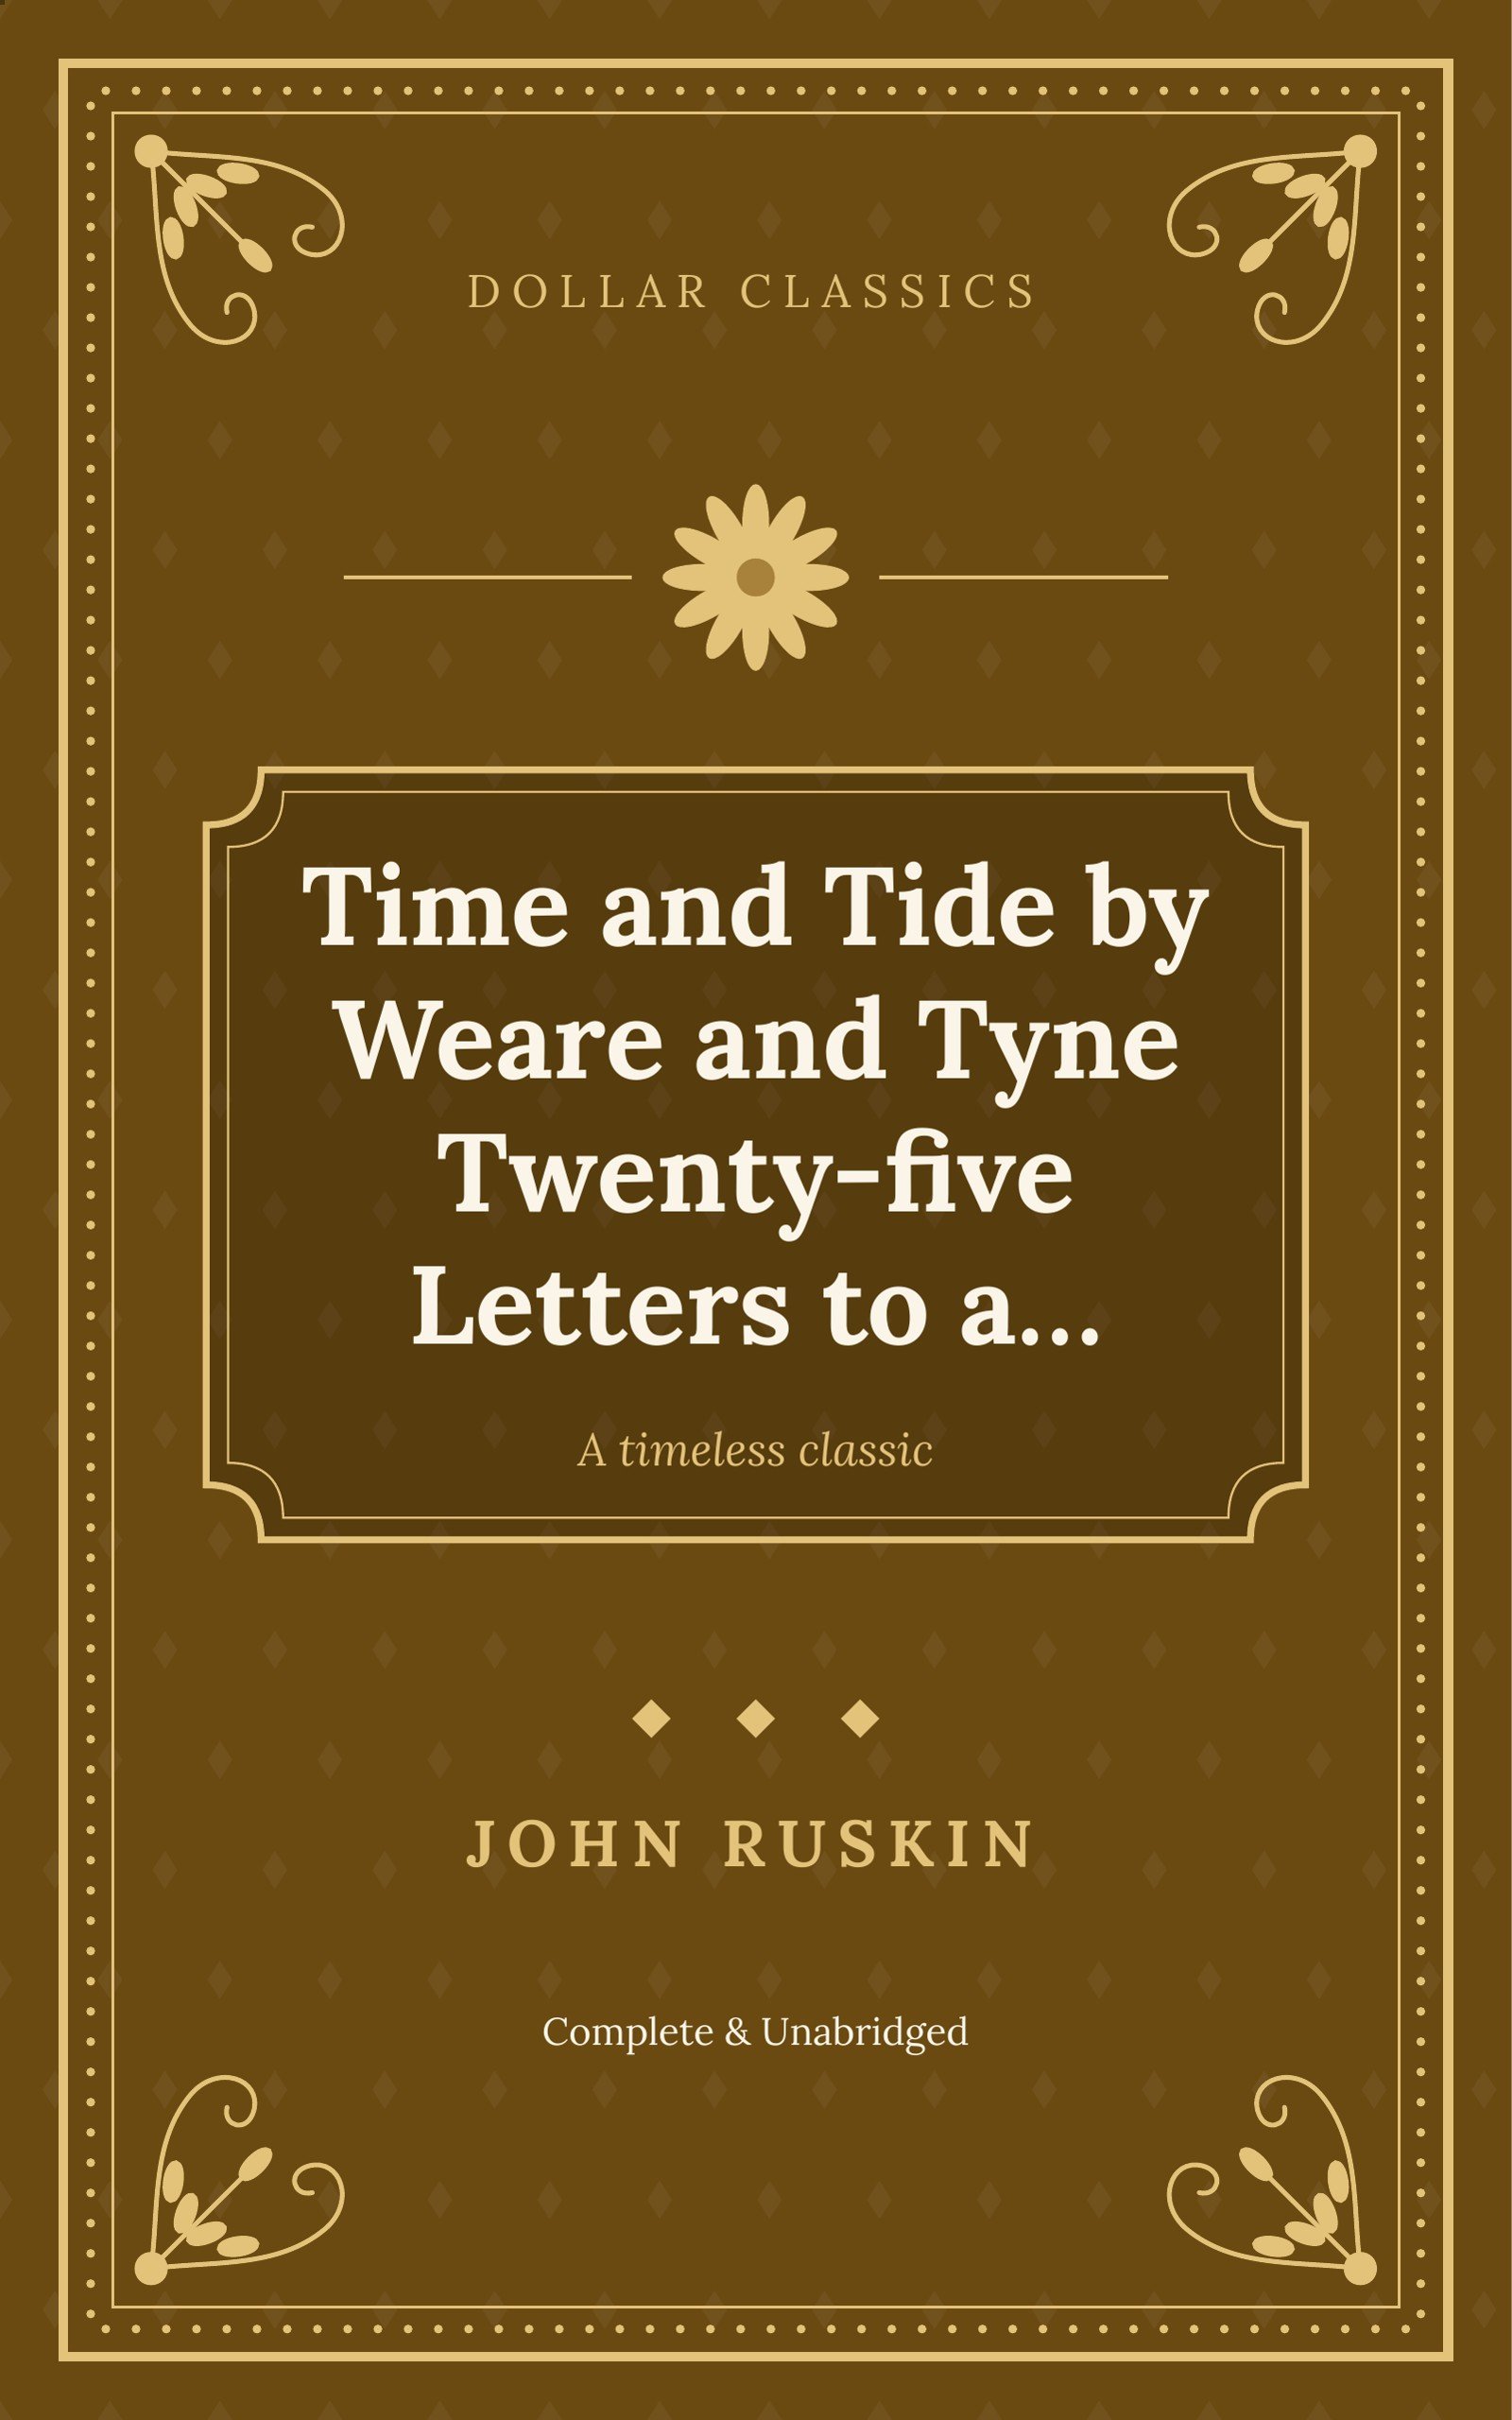 DOLLAR CLASSICS
Time and Tide by
Weare and Tyne
Twenty-five
Letters to a...
A timeless classic
JOHN RUSKIN
Complete & Unabridged